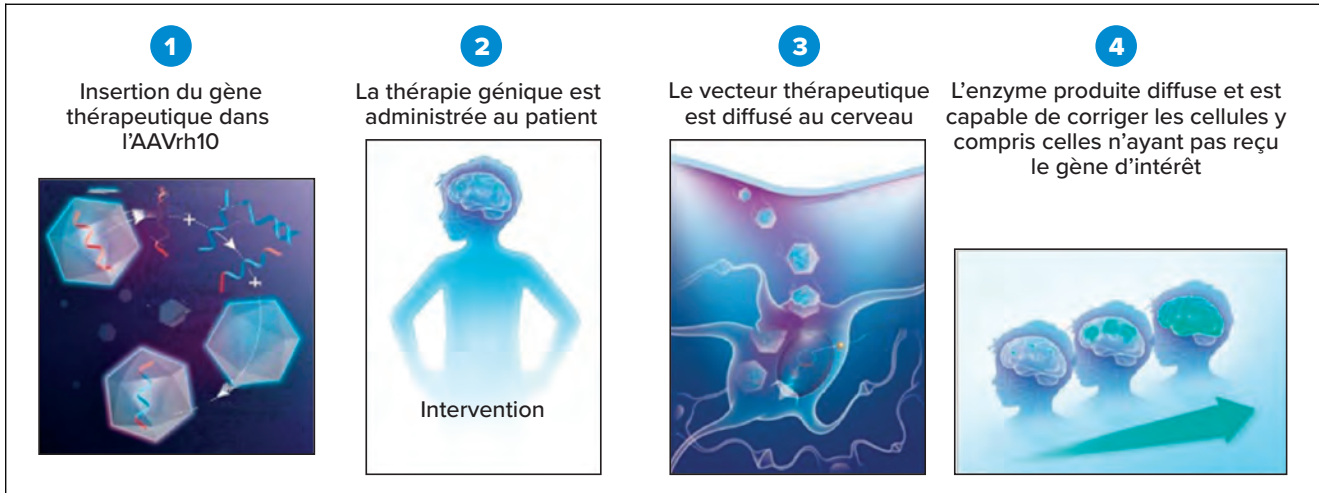 1
Insertion du gène
thérapeutique dans
l’AAVrh10
2
La thérapie génique est
administrée au patient
Intervention
3
Le vecteur thérapeutique
est diffusé au cerveau
4
L’enzyme produite diffuse et est
capable de corriger les cellules y
compris celles n’ayant pas reçu
le gène d’intérêt